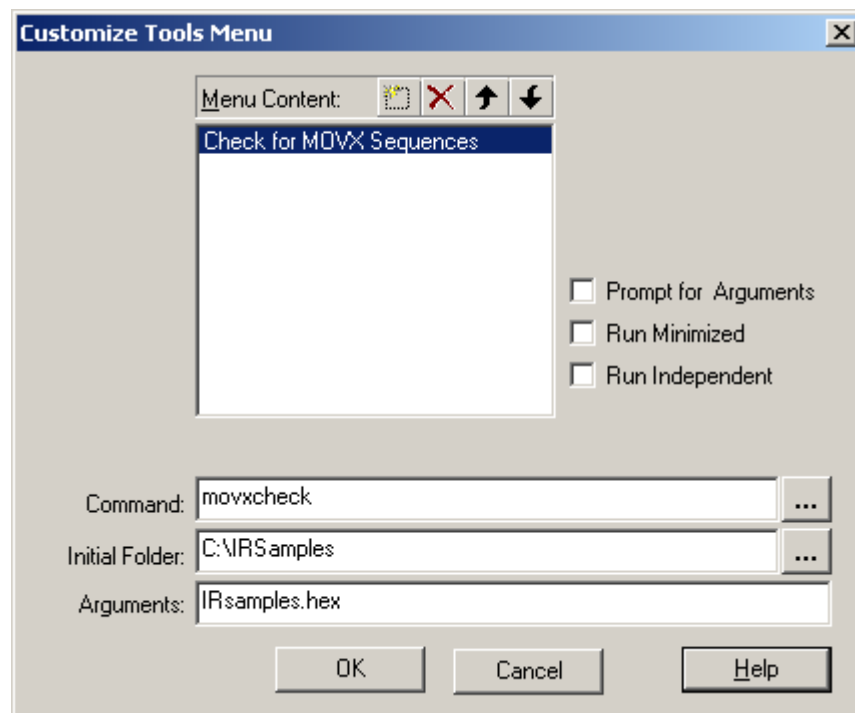 Customize Tools Menu
Menu Content:
Check for MOVX Sequences
Prompt for Arguments
Run Minimized
Run Independent
Command: movxcheck ...
Initial Folder: C:\IRSamples ...
Arguments: IRsamples.hex
OK Cancel Help